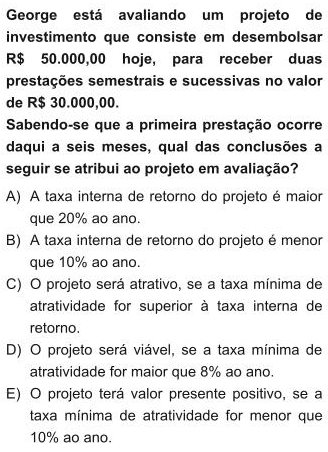 George está avaliando um projeto de
investimento que consiste em desembolsar
R$ 50.000,00 hoje, para receber duas
prestações semestrais e sucessivas no valor
de R$ 30.000,00.
Sabendo-se que a primeira prestação ocorre
daqui a seis meses, qual das conclusões a
seguir se atribui ao projeto em avaliação?
A) A taxa interna de retorno do projeto é maior
que 20% ao ano.
B) A taxa interna de retorno do projeto é menor
que 10% ao ano.
C) O projeto será atrativo, se a taxa mínima de
atratividade for superior à taxa interna de
retorno.
D) O projeto será viável, se a taxa mínima de
atratividade for maior que 8% ao ano.
E) O projeto terá valor presente positivo, se a
taxa mínima de atratividade for menor que
10% ao ano.